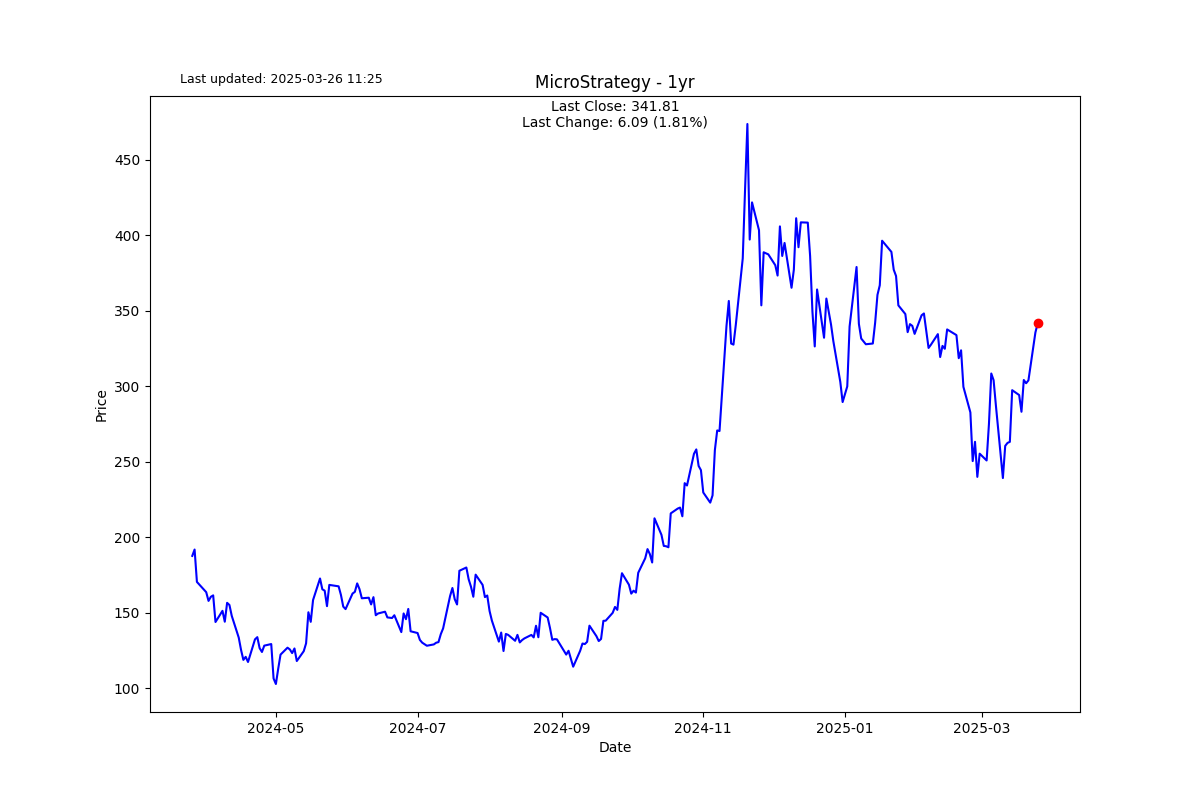 Last updated: 2025-03-26 11:25
MicroStrategy - 1yr
Last Close: 341.81
Last Change: 6.09 (1.81%)
450
400
350
300
250
200
150
100
Price
2024-05 2024-07 2024-09 2024-11 2025-01 2025-03
Date